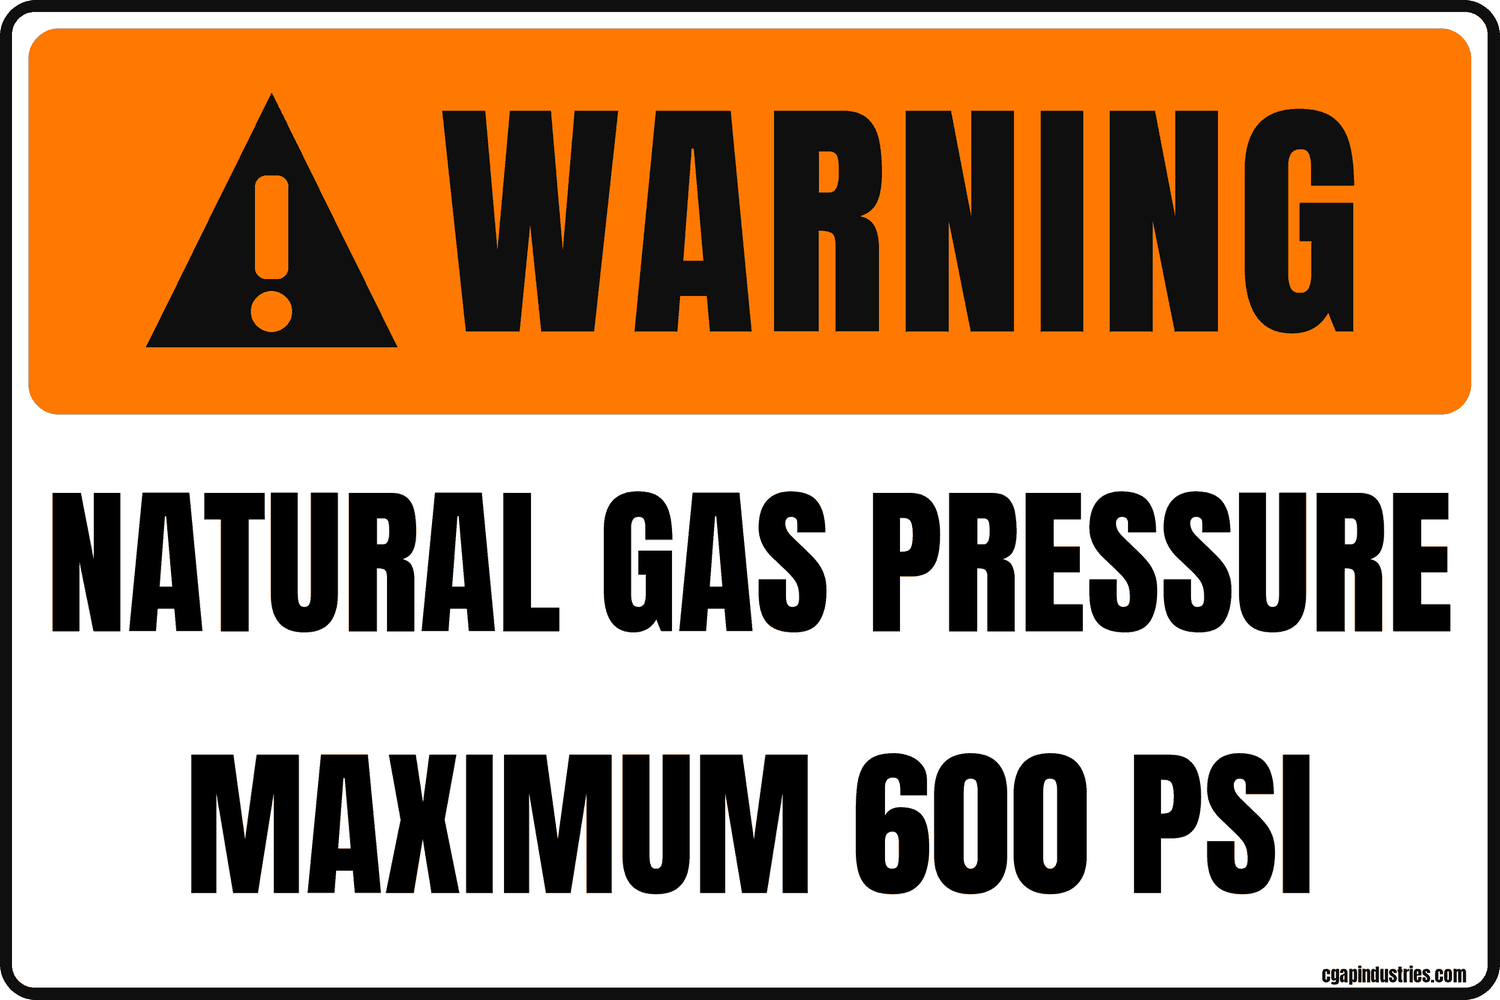 WARNING
NATURAL GAS PRESSURE
MAXIMUM 600 PSI
cgapindustries.com